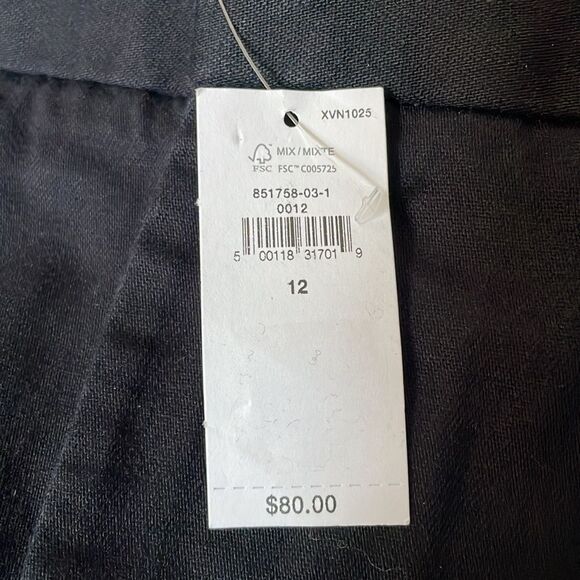 XVN1025
MIX / MIXTE
FSC FSC™ C005725
851758-03-1
0012
5 00118 31701 9
12
$80.00